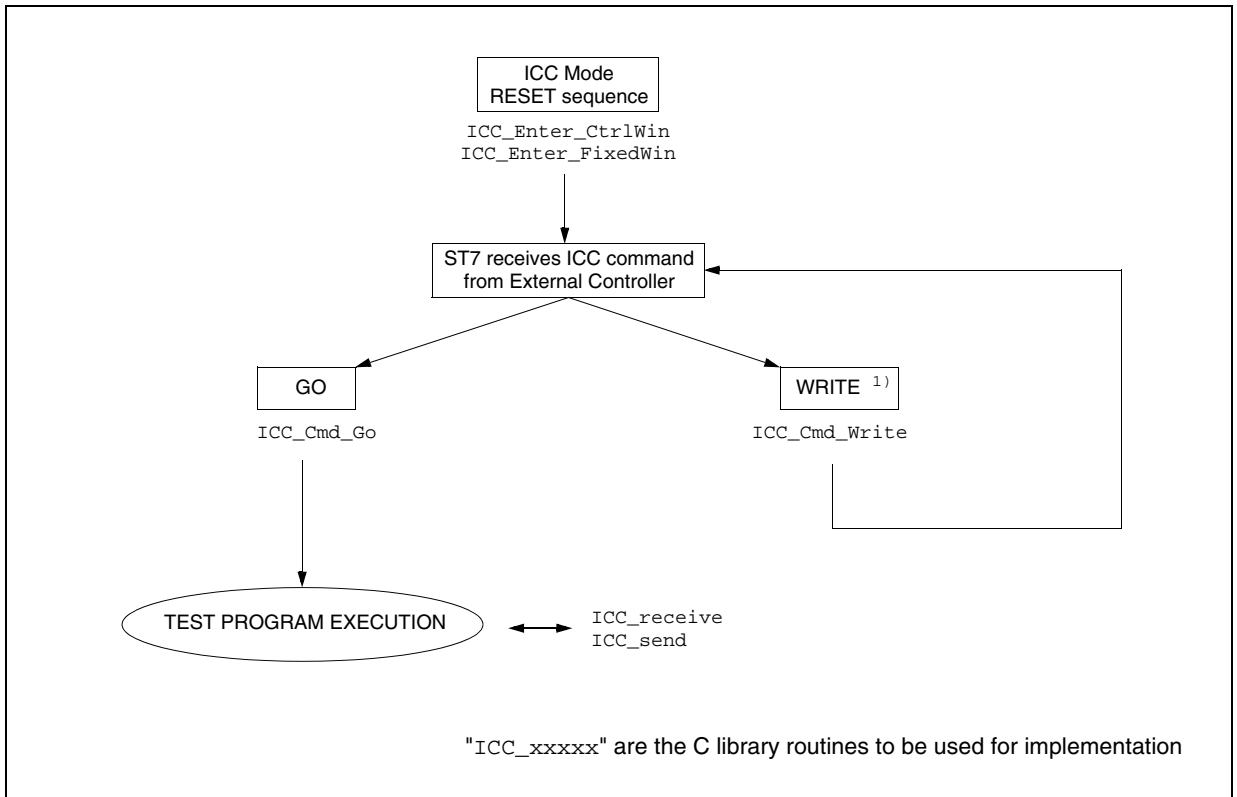 ICC Mode
RESET sequence
ICC_Enter_CtrlWin
ICC_Enter_FixedWin
ST7 receives ICC command
from External Controller
GO
WRITE 1)
ICC_Cmd_Go
ICC_Cmd_Write
TEST PROGRAM EXECUTION
ICC_receive
ICC_send
"ICC_xxxxx" are the C library routines to be used for implementation